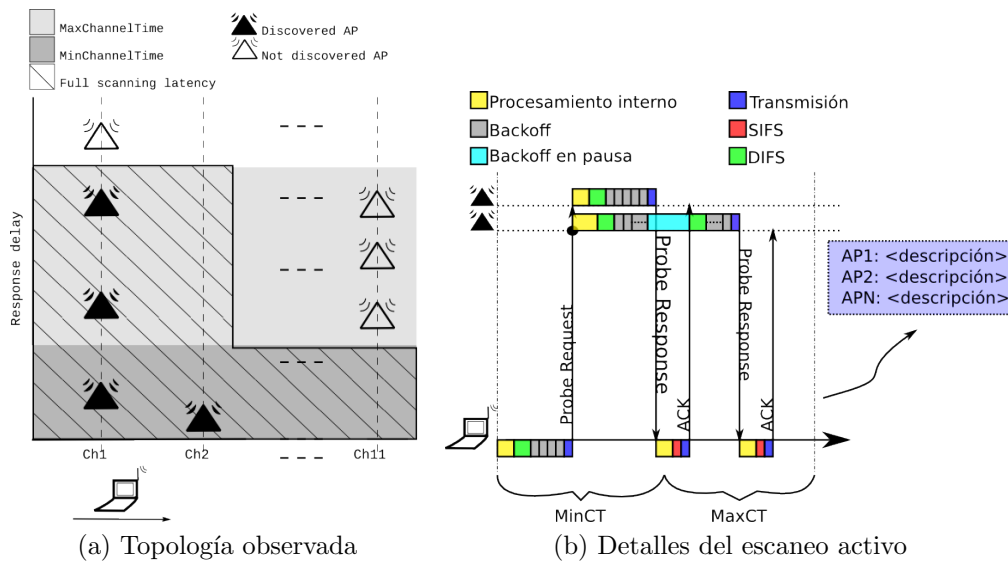 MaxChannelTime
MinChannelTime
Full scanning latency
Discovered AP
Not discovered AP
Response delay
Ch1
Ch2
Ch11
(a) Topología observada
Procesamiento interno
Backoff
Backoff en pausa
Transmisión
SIFS
DIFS
Probe Request
Probe Response
ACK
Probe Response
ACK
AP1: <descripción>
AP2: <descripción>
APN: <descripción>
MinCT
MaxCT
(b) Detalles del escaneo activo